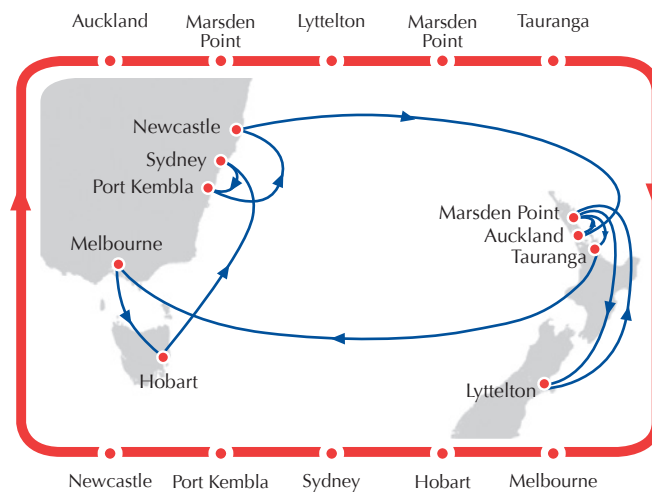 Auckland
Marsden
Point
Lyttelton
Marsden
Point
Tauranga
Newcastle
Sydney
Port Kembla
Melbourne
Hobart
Marsden Point
Auckland
Tauranga
Lyttelton
Newcastle
Port Kembla
Sydney
Hobart
Melbourne